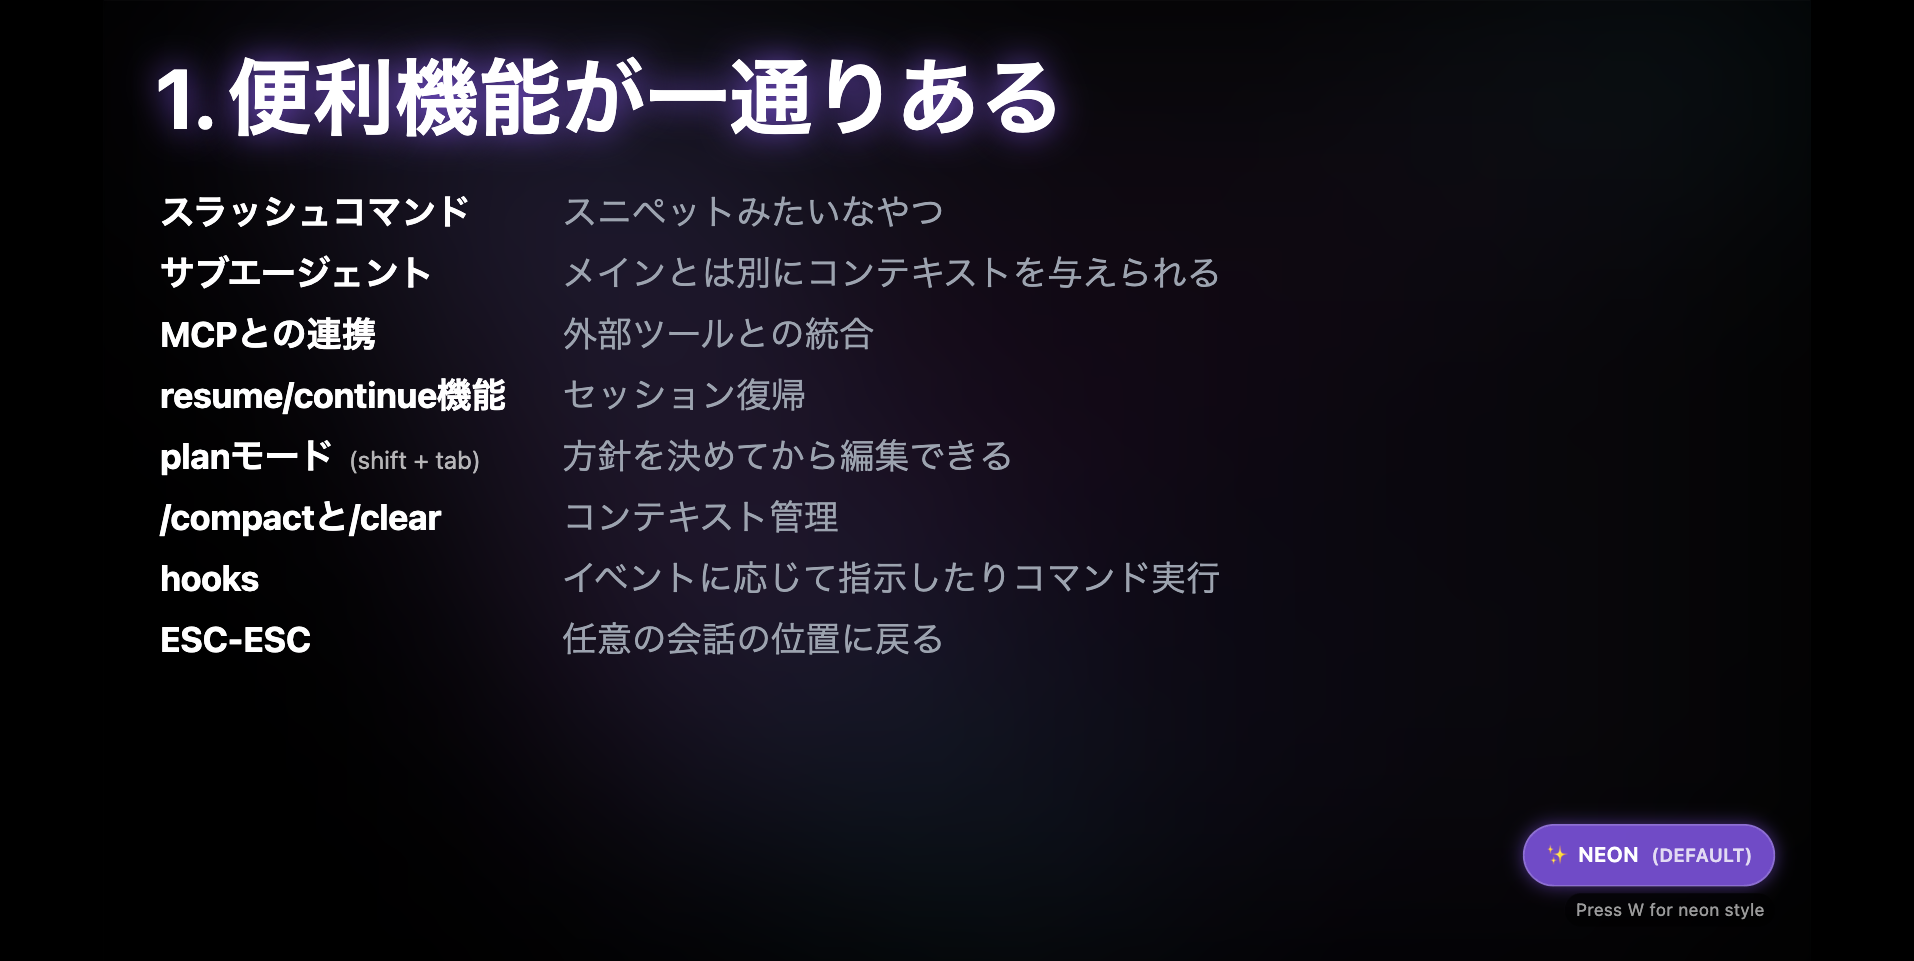 1. 便利機能が一通りある
スラッシュコマンド スニペットみたいなやつ
サブエージェント メインとは別にコンテキストを与えられる
MCPとの連携 外部ツールとの統合
resume/continue機能 セッション復帰
planモード (shift + tab) 方針を決めてから編集できる
/compactと/clear コンテキスト管理
hooks イベントに応じて指示したりコマンド実行
ESC-ESC 任意の会話の位置に戻る
✨ NEON (DEFAULT)
Press W for neon style